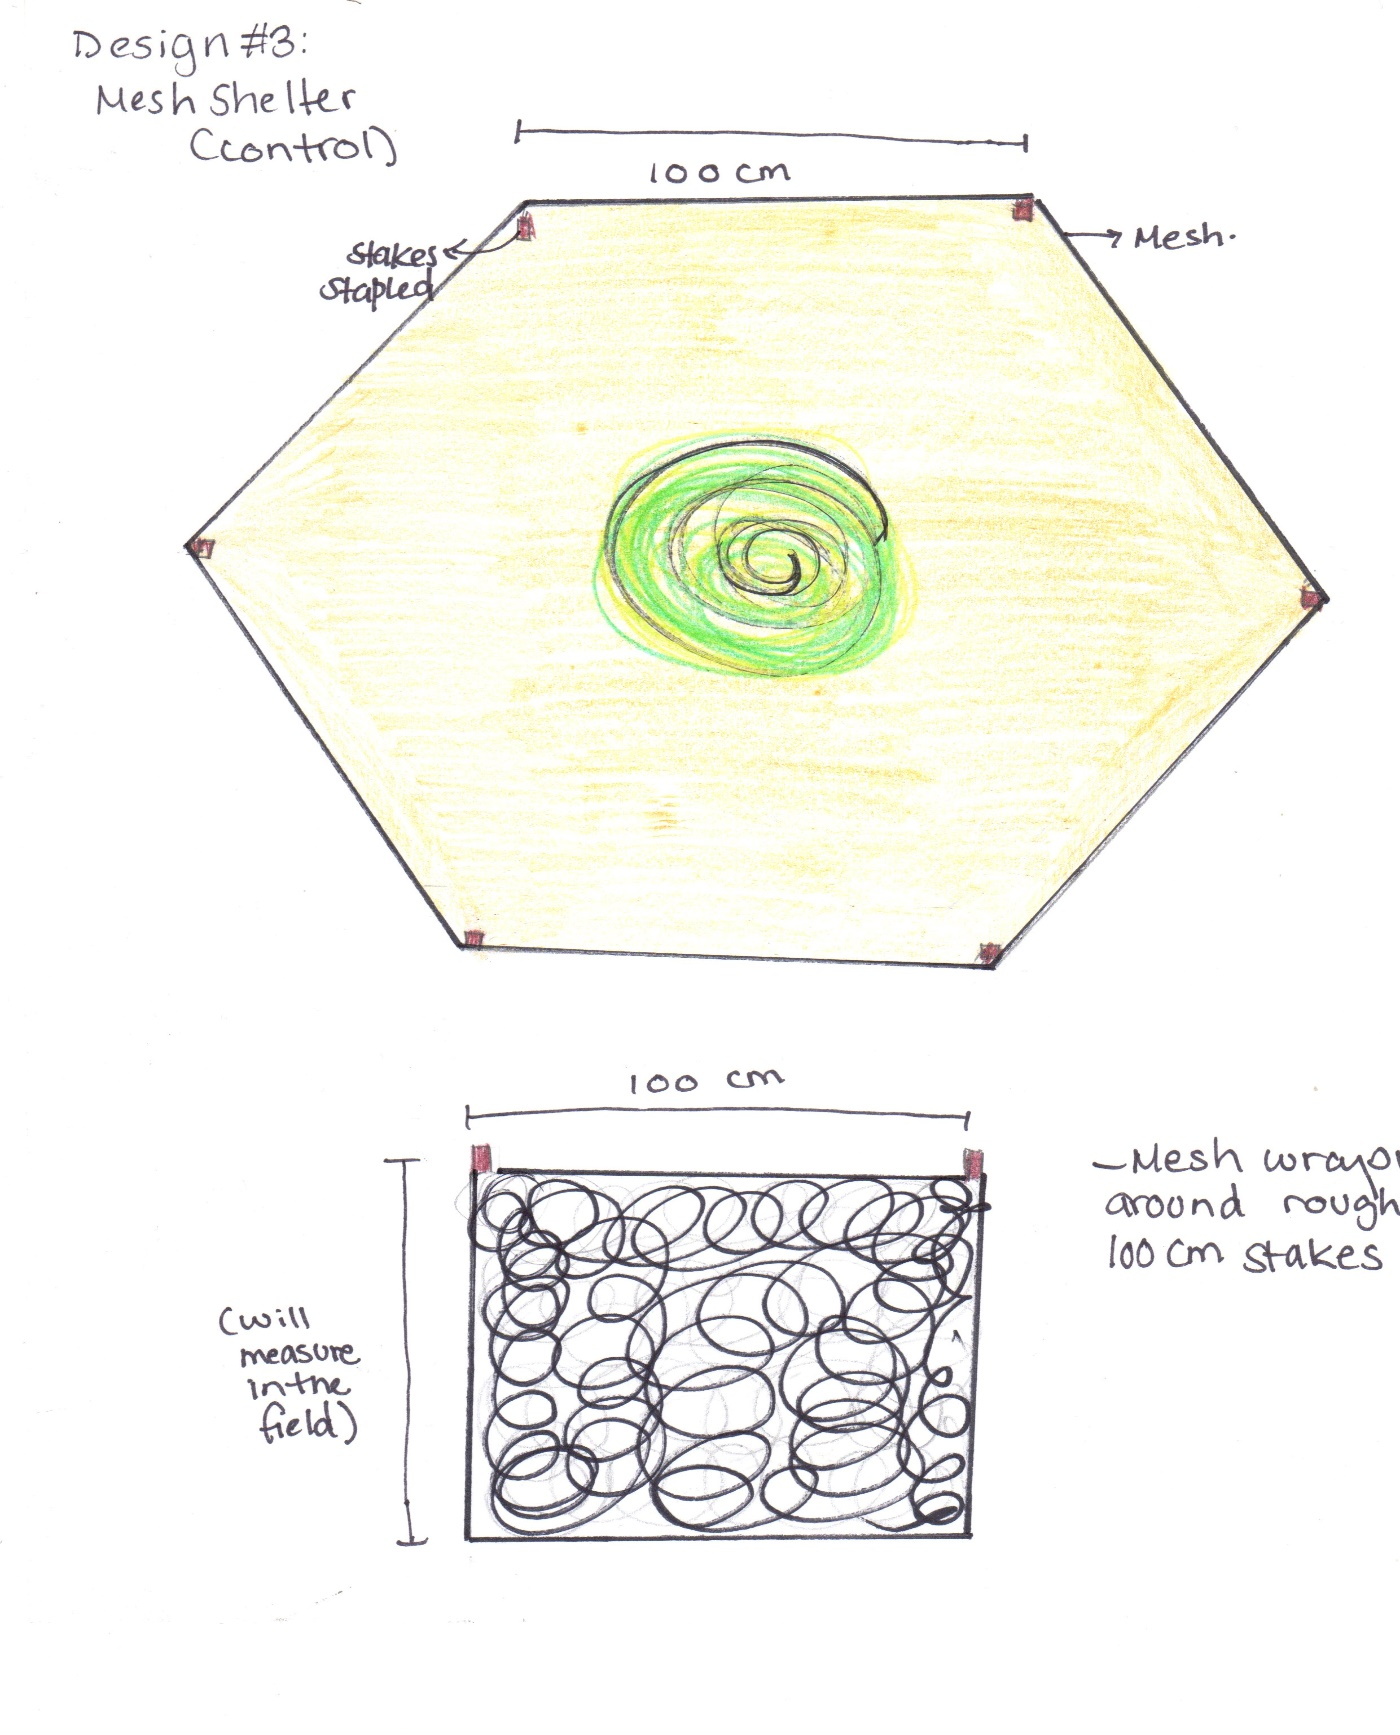 Design #3:
Mesh Shelter
(control)
100 cm
Stakes
Stapled
Mesh.
100 cm
(will
measure
in the
field)
-Mesh
around rough
100 cm stakes